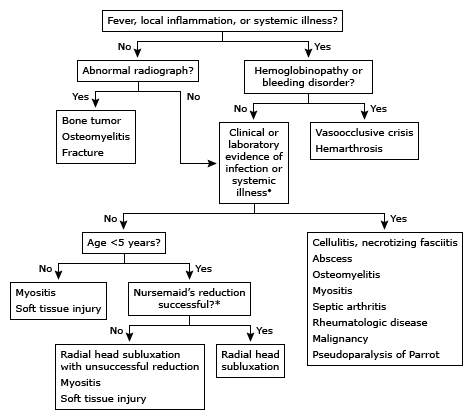 Fever, local inflammation, or systemic illness?
No
Yes
Abnormal radiograph?
Hemoglobinopathy or
bleeding disorder?
Yes
No
No
Yes
Bone tumor
Osteomyelitis
Fracture
Clinical or
laboratory
evidence of
infection or
systemic
illness*
Vasoocclusive crisis
Hemarthrosis
No
Yes
Age <5 years?
Cellulitis, necrotizing fasciitis
Abscess
Osteomyelitis
Myositis
Septic arthritis
Rheumatologic disease
Malignancy
Pseudoparalysis of Parrot
No
Yes
Myositis
Soft tissue injury
Nursemaid's reduction
successful?*
No
Yes
Radial head subluxation
with unsuccessful reduction
Myositis
Soft tissue injury
Radial head
subluxation